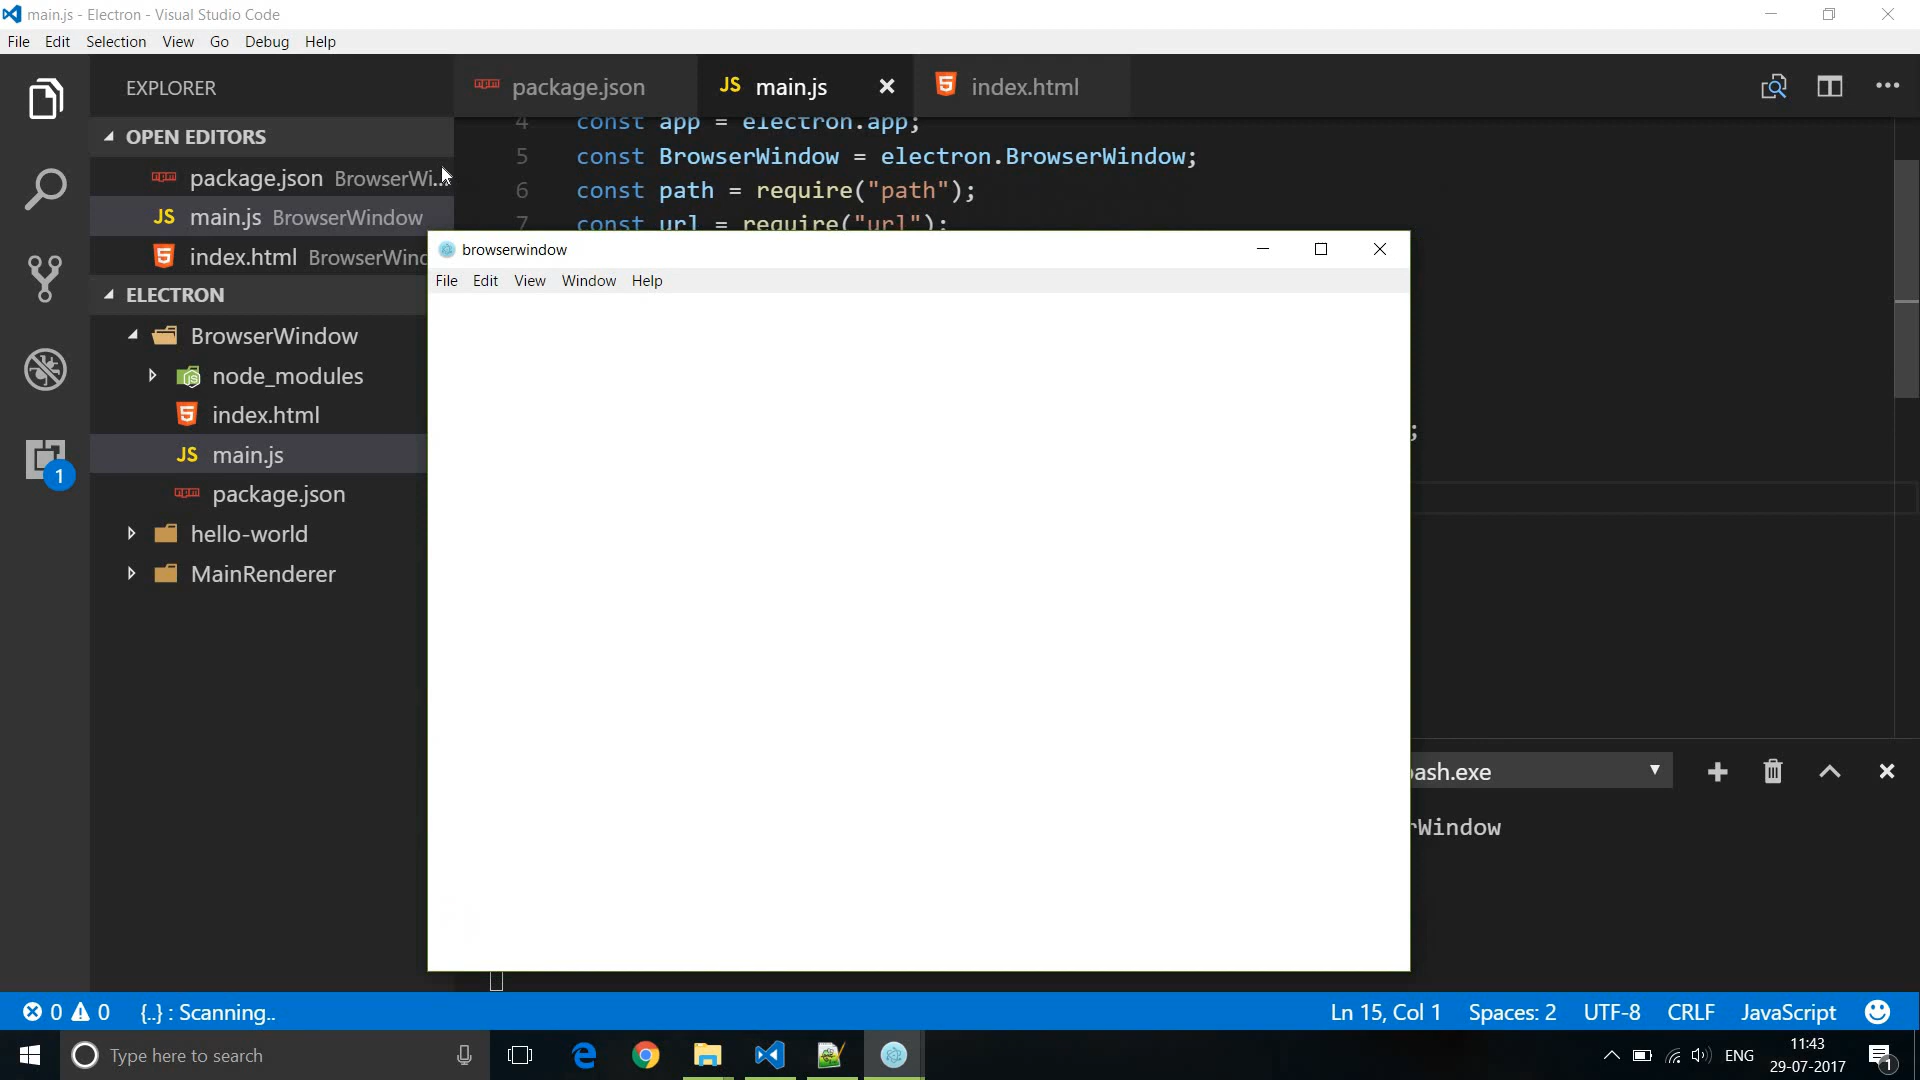 main.js - Electron - Visual Studio Code
File Edit Selection View Go Debug Help
EXPLORER
OPEN EDITORS
package.json BrowserWi...
JS main.js BrowserWindow
index.html BrowserWind
ELECTRON
BrowserWindow
node_modules
index.html
JS main.js
package.json
hello-world
MainRenderer
1
package.json
JS main.js
index.html
4 const app = electron.app;
5 const BrowserWindow = electron.BrowserWindow;
6 const path = require("path");
7 const url = require("url");
;
browserwindow
File Edit View Window Help
ash.exe
rWindow
0 0 {..} : Scanning..
Ln 15, Col 1 Spaces: 2 UTF-8 CRLF JavaScript
Type here to search
ENG
11:43
29-07-2017
1